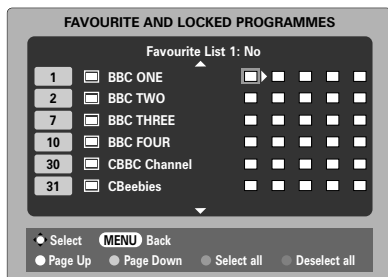 FAVOURITE AND LOCKED PROGRAMMES
Favourite List 1: No
1 BBC ONE
2 BBC TWO
7 BBC THREE
10 BBC FOUR
30 CBBC Channel
31 CBeebies
Select MENU Back
Page Up Page Down Select all Deselect all